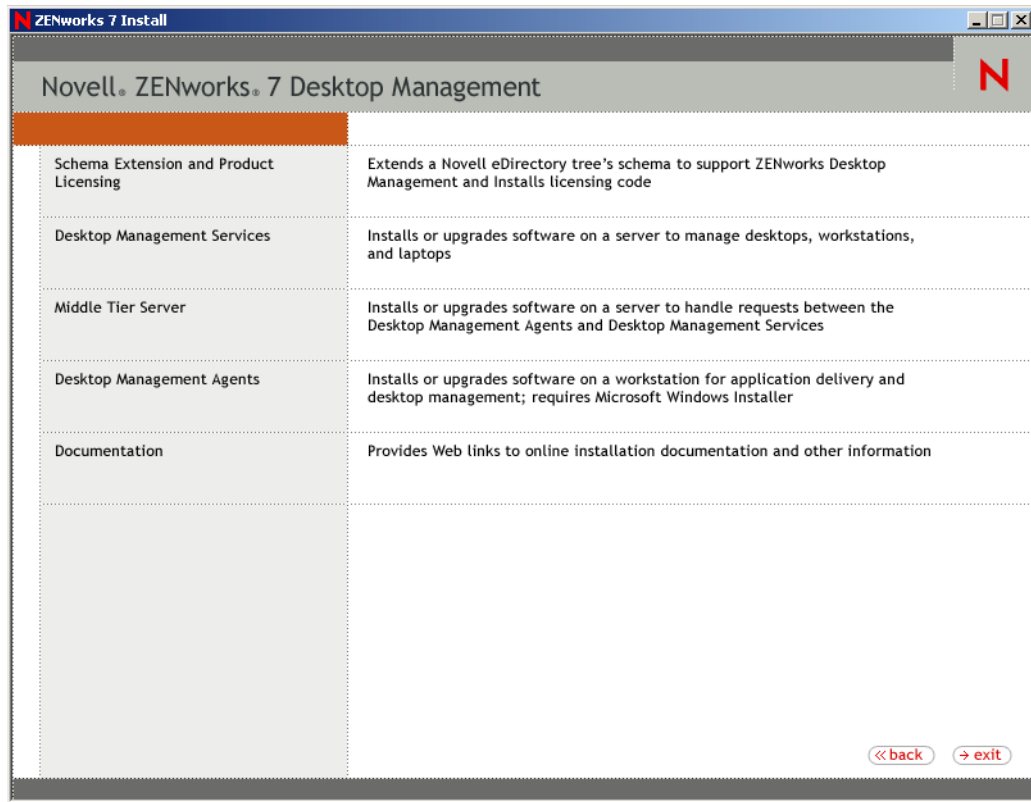 ZENworks 7 Install
Novell® ZENworks® 7 Desktop Management
N
Schema Extension and Product
Licensing
Extends a Novell eDirectory tree's schema to support ZENworks Desktop
Management and Installs licensing code
Desktop Management Services
Installs or upgrades software on a server to manage desktops, workstations,
and laptops
Middle Tier Server
Installs or upgrades software on a server to handle requests between the
Desktop Management Agents and Desktop Management Services
Desktop Management Agents
Installs or upgrades software on a workstation for application delivery and
desktop management; requires Microsoft Windows Installer
Documentation
Provides Web links to online installation documentation and other information
« back
→ exit